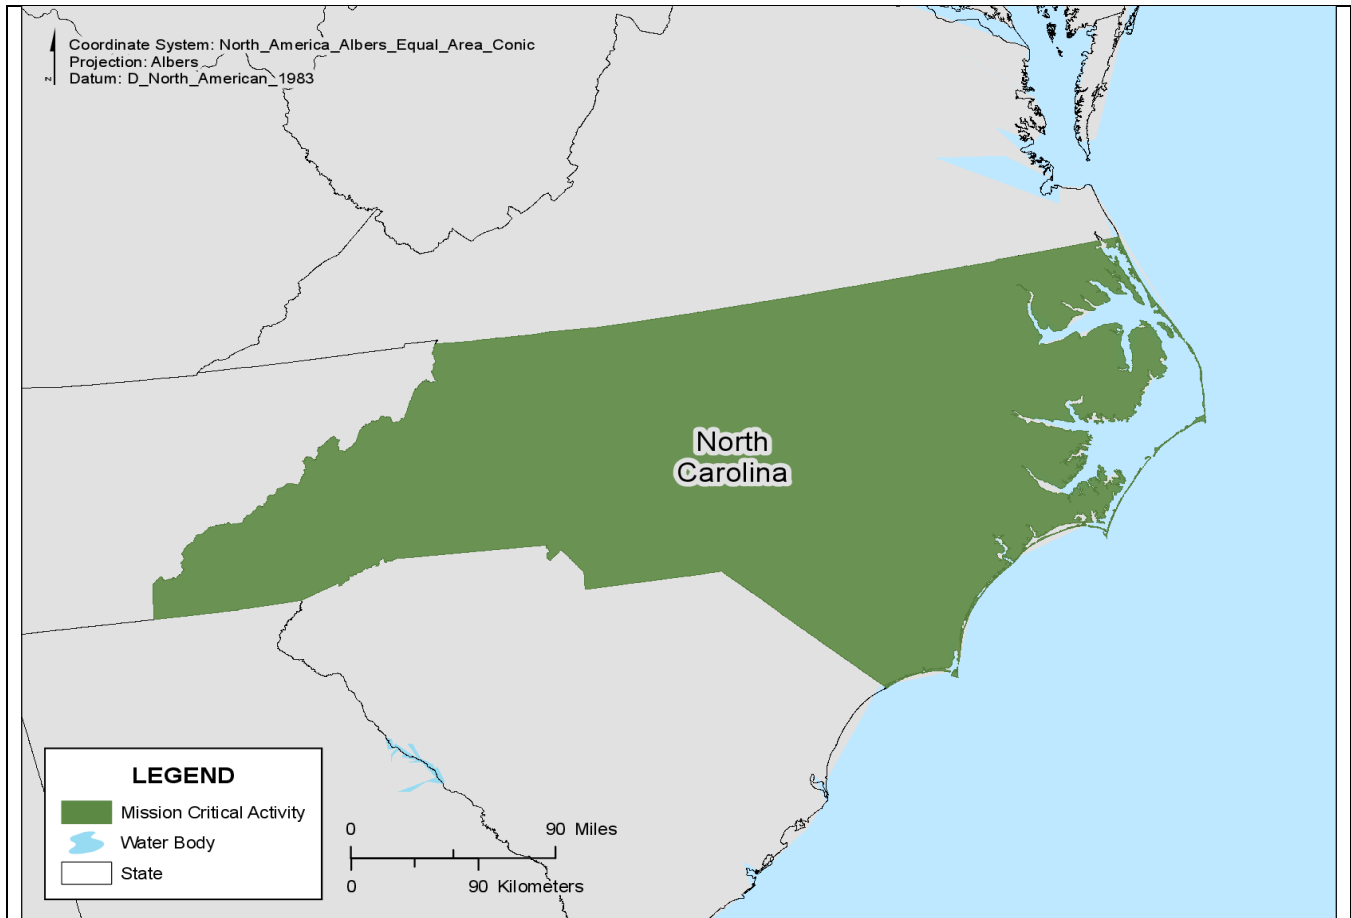 Coordinate System: North_America_Albers_Equal_Area_Conic
Projection: Albers
Datum: D_North_American_1983
N
North
Carolina
LEGEND
Mission Critical Activity
Water Body
State
0 90 Miles
0 90 Kilometers